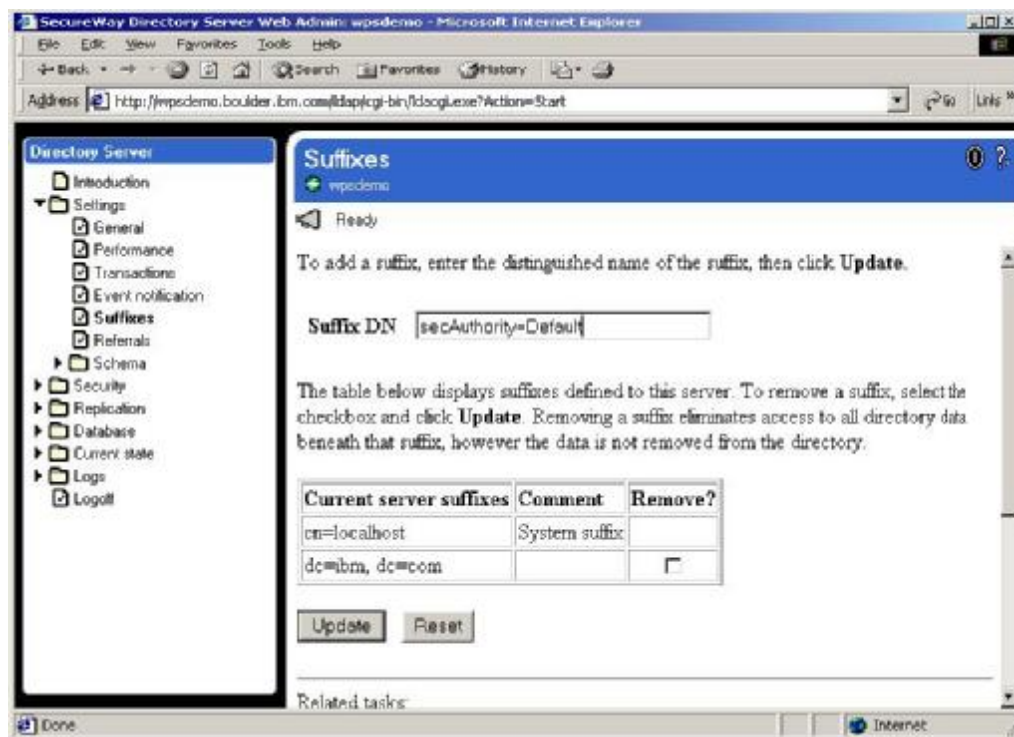 SecureWay Directory Server Web Admin: wpsdemo - Microsoft Internet Explorer
File Edit View Favorites Tools Help
Back Search Favorites History
Address http://wpsdemo.boulder.ibm.com/ldap/cgi-bin/ldacgi.exe?Action=Start Go Links »
Directory Server
Introduction
Settings
General
Performance
Transactions
Event notification
Suffixes
Referrals
Schema
Security
Replication
Database
Current state
Logs
Logoff
Suffixes
wpsdemo
Ready
To add a suffix, enter the distinguished name of the suffix, then click Update.
Suffix DN secAuthority=Default
The table below displays suffixes defined to this server. To remove a suffix, select the
checkbox and click Update. Removing a suffix eliminates access to all directory data
beneath that suffix, however the data is not removed from the directory.
Current server suffixes Comment Remove?
cn=localhost System suffix
dc=ibm, dc=com
Update Reset
Related tasks:
Done Internet